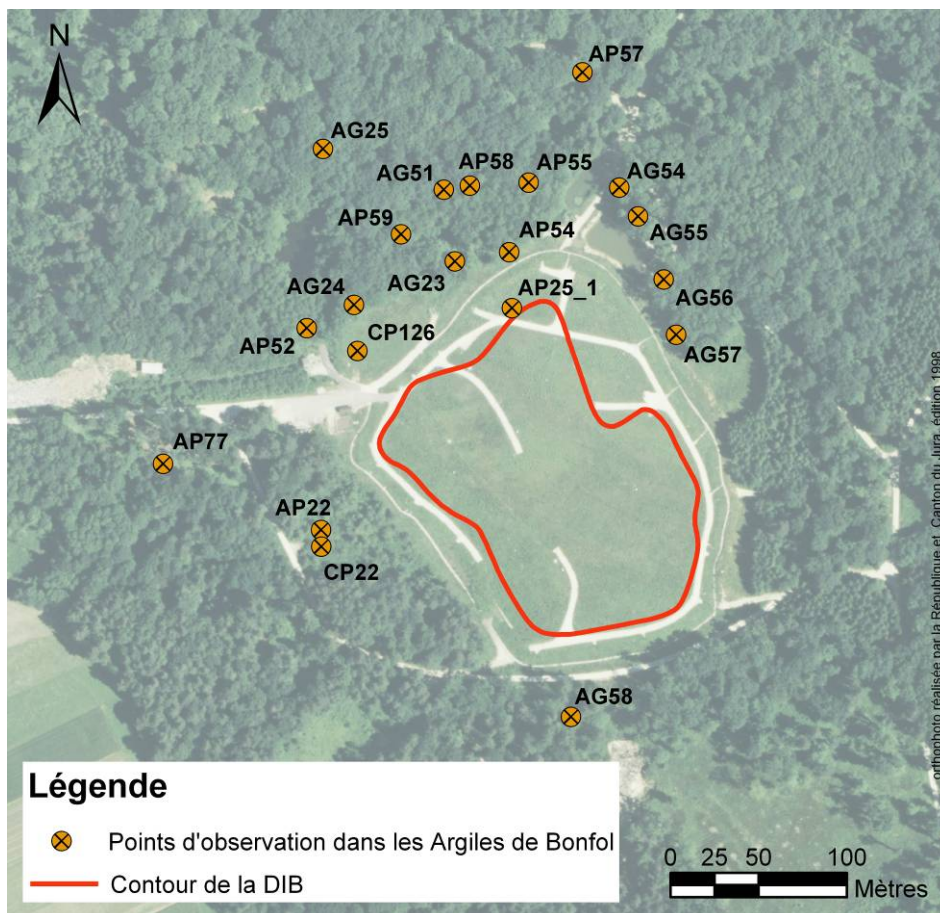 N
AP57
AG25
AG51
AP58
AP55
AG54
AP59
AP54
AG55
AG23
AG24
AP25_1
AG56
AP52
CP126
AG57
AP77
AP22
CP22
AG58
Légende
Points d'observation dans les Argiles de Bonfol
Contour de la DIB
0 25 50 100
Mètres
orthophoto réalisée par la République et Canton du Jura, édition 1998